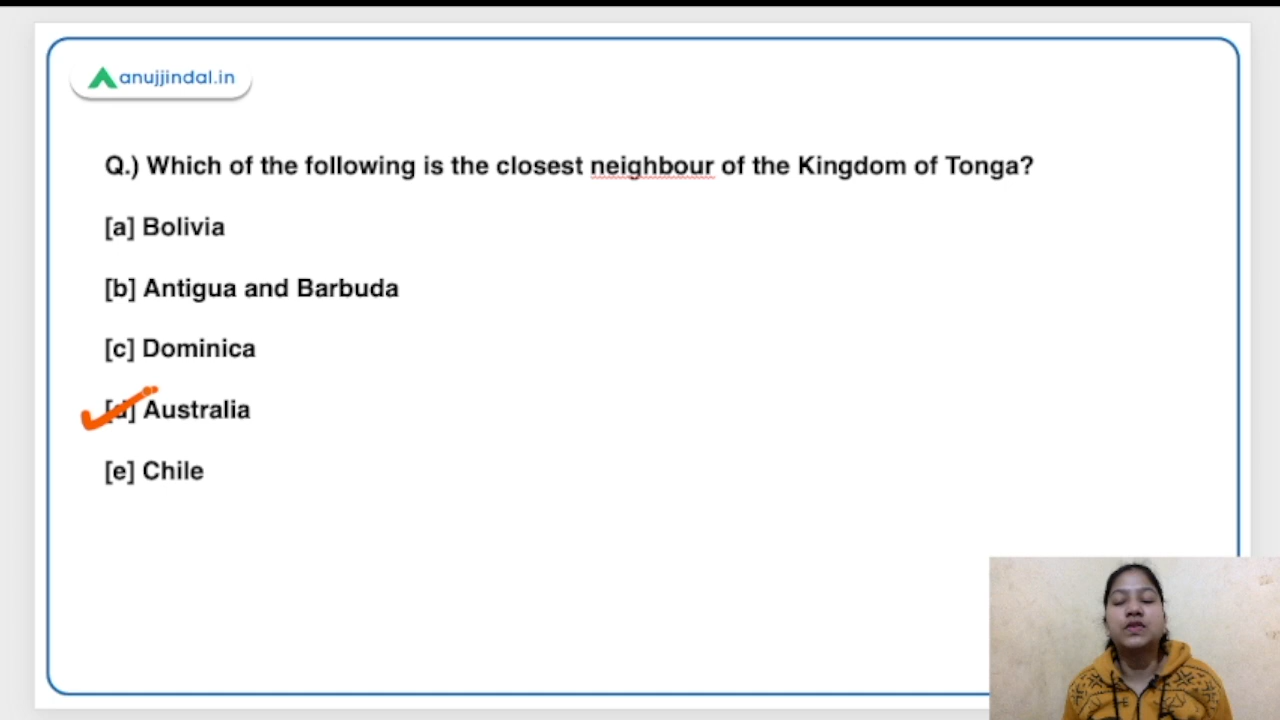 anujjindal.in
Q.) Which of the following is the closest neighbour of the Kingdom of Tonga?
[a] Bolivia
[b] Antigua and Barbuda
[c] Dominica
[d] Australia
[e] Chile